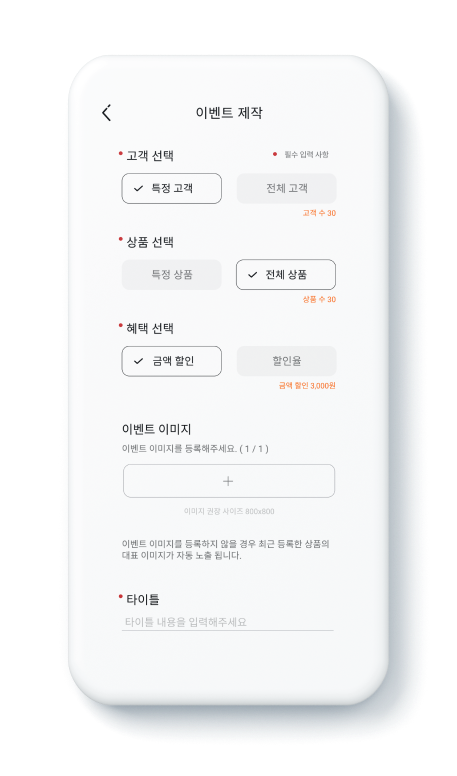 이벤트 제작
고객 선택
필수 입력 사항
특정 고객
전체 고객
고객 수 30
상품 선택
특정 상품
전체 상품
상품 수 30
혜택 선택
금액 할인
할인율
금액 할인 3,000원
이벤트 이미지
이벤트 이미지를 등록해주세요. ( 1 / 1 )
이미지 권장 사이즈 800x800
이벤트 이미지를 등록하지 않을 경우 최근 등록한 상품의
대표 이미지가 자동 노출 됩니다.
타이틀
타이틀 내용을 입력해주세요